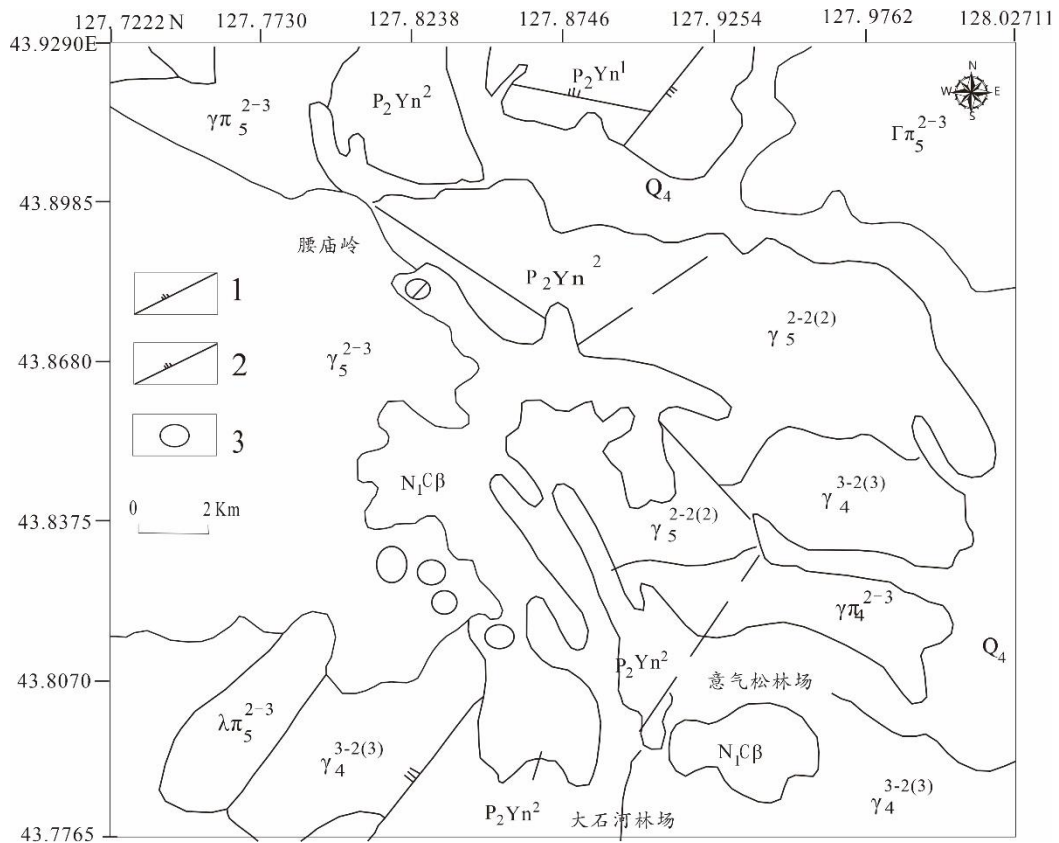 127.7222 N 127.7730 127.8238 127.8746 127.9254 127.9762 128.02711
43.9290E
P₂Yn¹
N
W E
S
γπ₅²⁻³
P₂Yn²
Γπ₅²⁻³
Q₄
43.8985
腰庙岭
P₂Yn²
1
γ₅²⁻²⁽²⁾
γ₅²⁻³
43.8680
2
3
N₁Cβ
γ₄³⁻²⁽³⁾
0 2 Km
43.8375
γ₅²⁻²⁽²⁾
γπ₄²⁻³
Q₄
P₂Yn²
意气松林场
43.8070
λπ₅²⁻³
γ₄³⁻²⁽³⁾
N₁Cβ
γ₄³⁻²⁽³⁾
P₂Yn²
大石河林场
43.7765